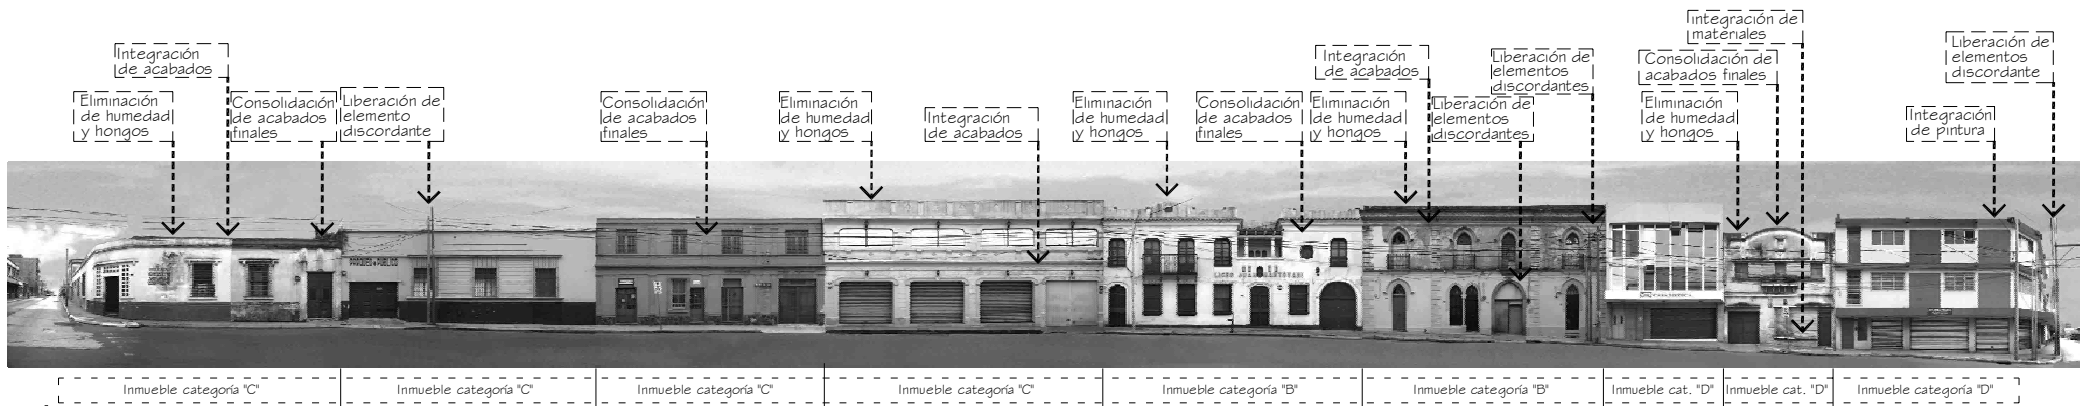 Integración
de acabados
Eliminación
de humedad
y hongos
Consolidación
de acabados
finales
Liberación de
elemento
discordante
Consolidación
de acabados
finales
Eliminación
de humedad
y hongos
Integración
de acabados
Eliminación
de humedad
y hongos
Consolidación
de acabados
finales
Integración
de acabados
Eliminación
de humedad
y hongos
Liberación de
elementos
discordantes
Liberación de
elementos
discordantes
Integración de
materiales
Consolidación de
acabados finales
Eliminación
de humedad
y hongos
Integración
de pintura
Liberación de
elementos
discordante
PARQUEO PUBLICO
Inmueble categoría "C"
Inmueble categoría "C"
Inmueble categoría "C"
Inmueble categoría "C"
Inmueble categoría "B"
Inmueble categoría "B"
Inmueble cat. "D"
Inmueble cat. "D"
Inmueble categoría "D"